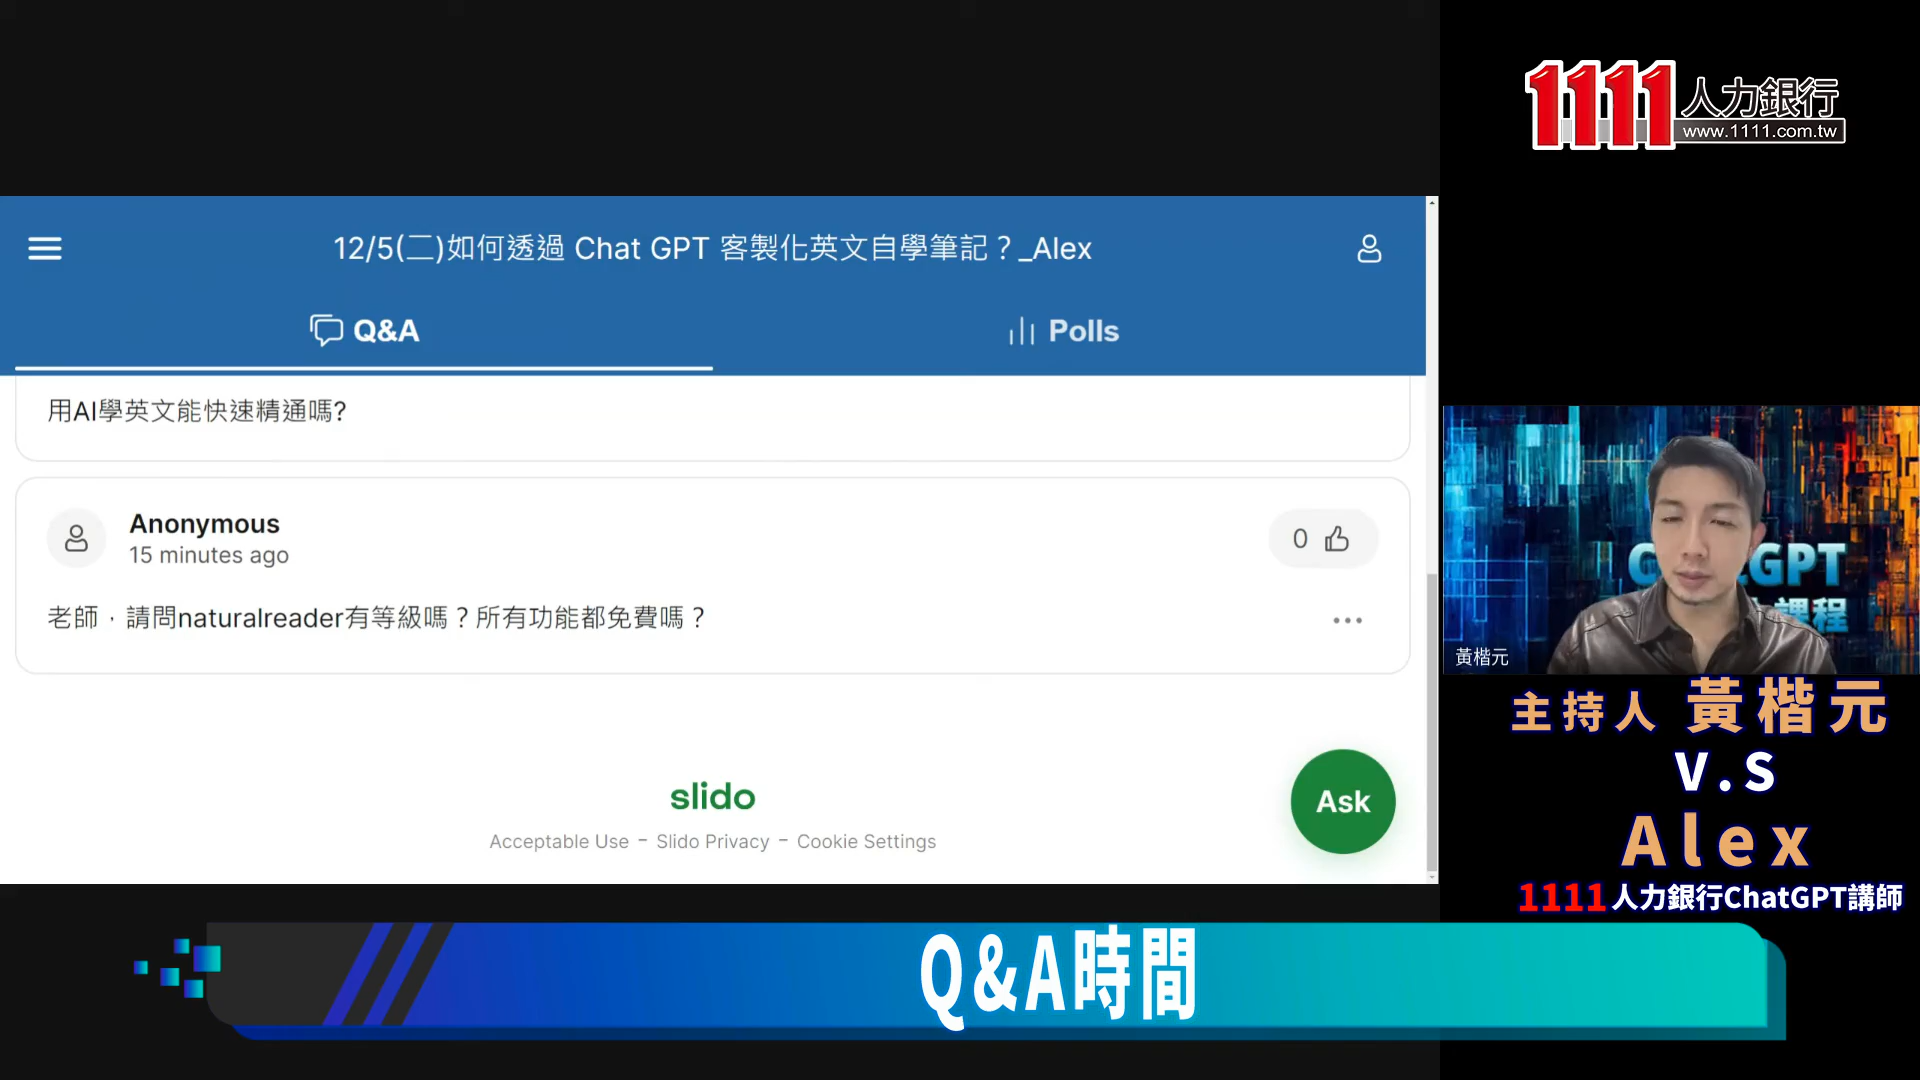 1111人力銀行
www.1111.com.tw
12/5(二)如何透過 Chat GPT 客製化英文自學筆記？_Alex
Q&A
Polls
用AI學英文能快速精通嗎?
Anonymous
15 minutes ago
0
老師，請問naturalreader有等級嗎？所有功能都免費嗎？
slido
Acceptable Use - Slido Privacy - Cookie Settings
Ask
課程
黃楷元
主持人 黃楷元
V.S
Alex
1111人力銀行ChatGPT講師
Q&A時間